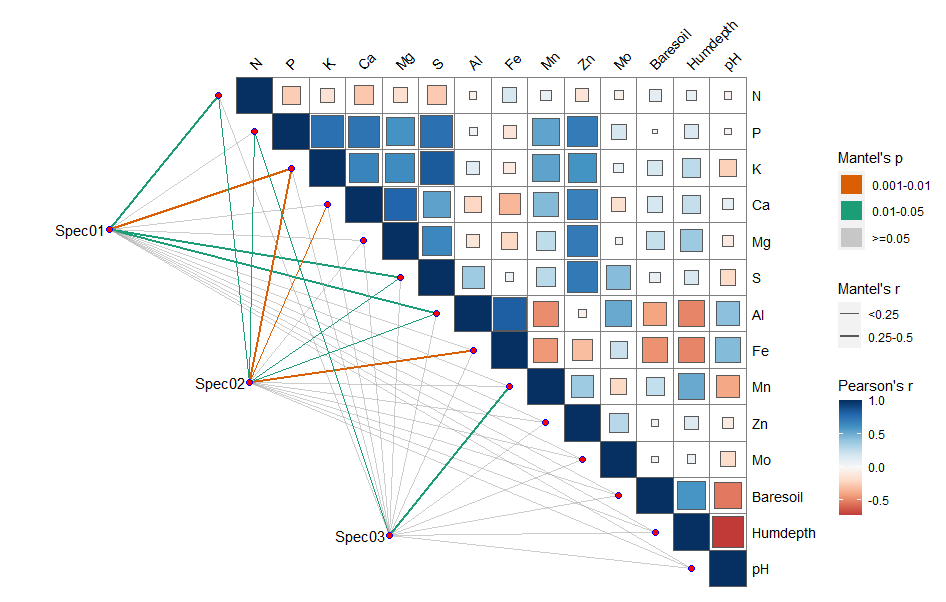 N P K Ca Mg S Al Fe Mn Zn Mo Baresoil Humdepth pH
N
P
K
Ca
Mg
S
Al
Fe
Mn
Zn
Mo
Baresoil
Humdepth
pH
Spec01
Spec02
Spec03
Mantel's p
0.001-0.01
0.01-0.05
>=0.05
Mantel's r
<0.25
0.25-0.5
Pearson's r
1.0
0.5
0.0
-0.5